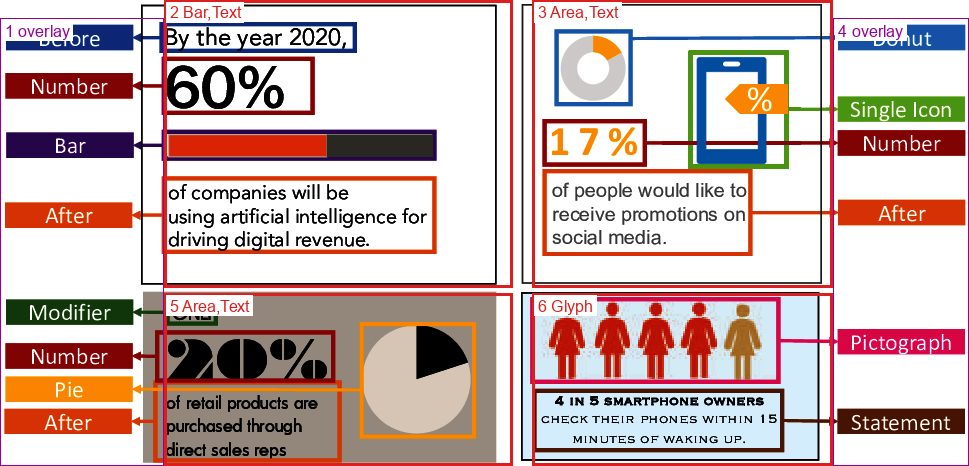 1 overlay
Before
Number
Bar
After
2 Bar,Text
By the year 2020,
60%
of companies will be
using artificial intelligence for
driving digital revenue.
3 Area,Text
%
17%
of people would like to
receive promotions on
social media.
4 overlay
Donut
Single Icon
Number
After
Modifier
Number
Pie
After
5 Area,Text
ONLY
20%
of retail products are
purchased through
direct sales reps
6 Glyph
4 IN 5 SMARTPHONE OWNERS
CHECK THEIR PHONES WITHIN 15
MINUTES OF WAKING UP.
Pictograph
Statement